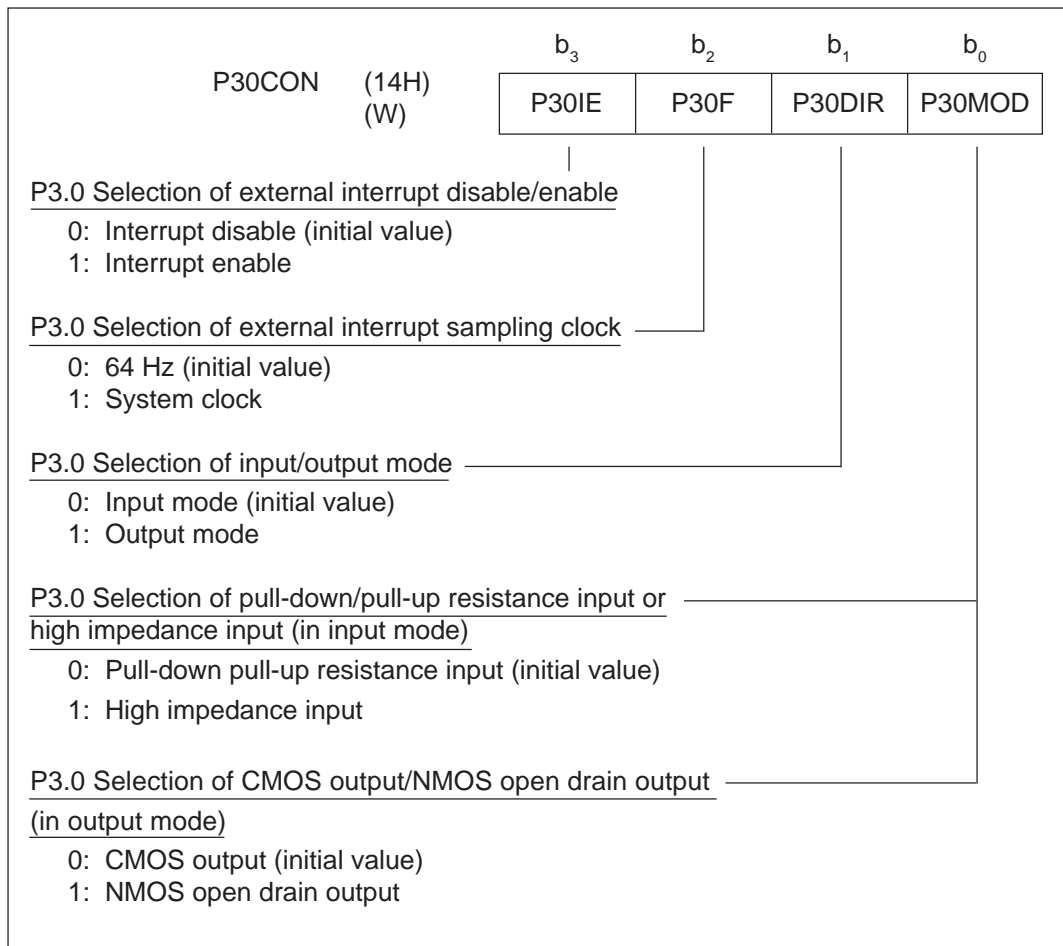 b3 b2 b1 b0
P30CON (14H)
(W)
P30IE P30F P30DIR P30MOD
P3.0 Selection of external interrupt disable/enable
0: Interrupt disable (initial value)
1: Interrupt enable
P3.0 Selection of external interrupt sampling clock
0: 64 Hz (initial value)
1: System clock
P3.0 Selection of input/output mode
0: Input mode (initial value)
1: Output mode
P3.0 Selection of pull-down/pull-up resistance input or
high impedance input (in input mode)
0: Pull-down pull-up resistance input (initial value)
1: High impedance input
P3.0 Selection of CMOS output/NMOS open drain output
(in output mode)
0: CMOS output (initial value)
1: NMOS open drain output